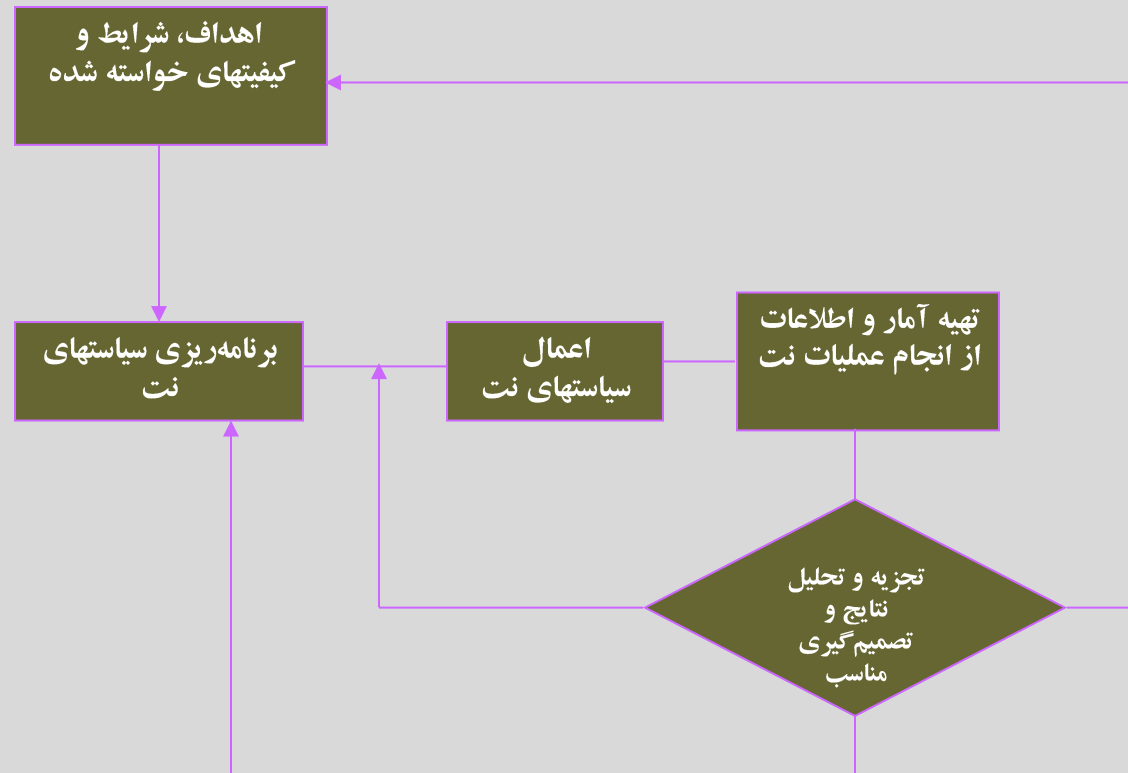 اهداف، شرایط و
کیفیتهای خواسته شده
برنامه‌ریزی سیاستهای
نت
اعمال
سیاستهای نت
تهیه آمار و اطلاعات
از انجام عملیات نت
تجزیه و تحلیل
نتایج و
تصمیم‌گیری
مناسب